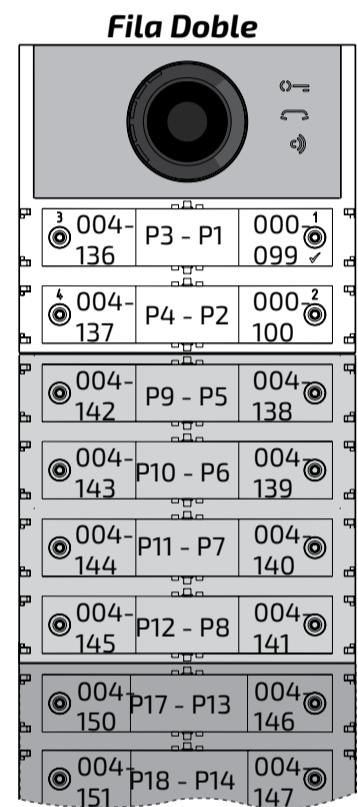 Fila Doble
3 004- P3 - P1 000- 1
136 099 ✓
4 004- P4 - P2 000- 2
137 100
004- P9 - P5 004-
142 138
004- P10 - P6 004-
143 139
004- P11 - P7 004-
144 140
004- P12 - P8 004-
145 141
004- P17 - P13 004-
150 146
004- P18 - P14 004-
151 147